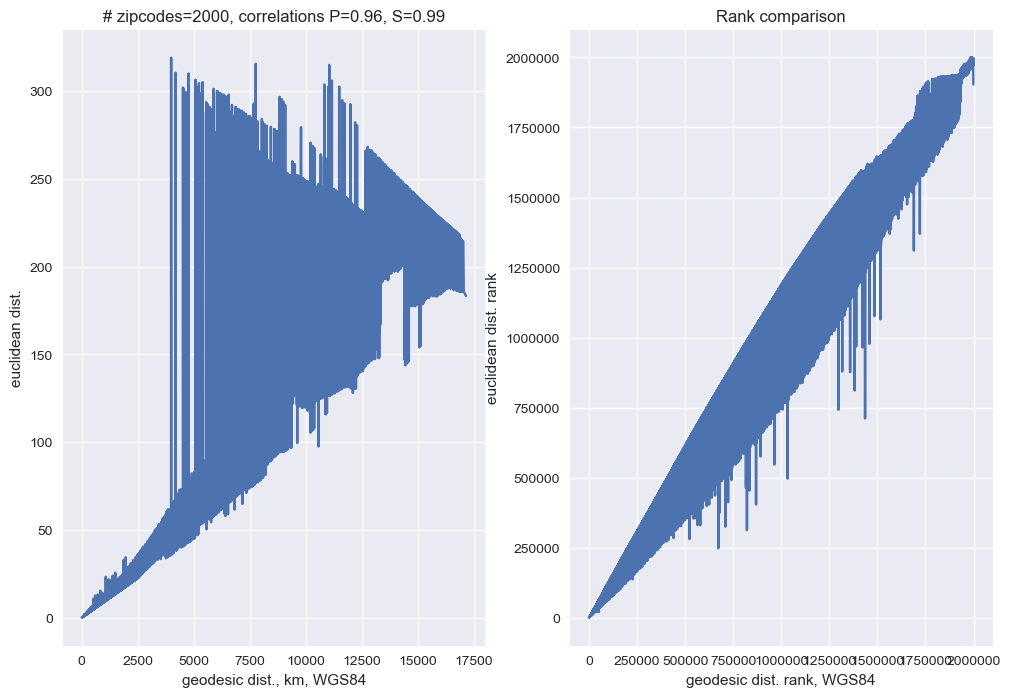 # zipcodes=2000, correlations P=0.96, S=0.99
euclidean dist.
300
250
200
150
100
50
0
0 2500 5000 7500 10000 12500 15000 17500
geodesic dist., km, WGS84
Rank comparison
euclidean dist. rank
2000000
1750000
1500000
1250000
1000000
750000
500000
250000
0
0 250000 500000 750000 1000000 1250000 1500000 1750000 2000000
geodesic dist. rank, WGS84